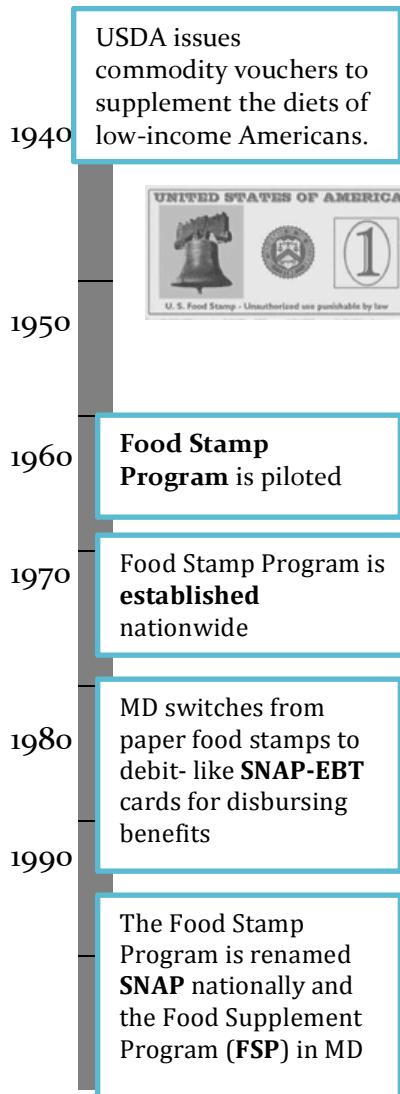 USDA issues
commodity vouchers to
supplement the diets of
low-income Americans.
1940
UNITED STATES OF AMERICA
1
U. S. Food Stamp - Unauthorized use punishable by law
1950
Food Stamp
Program is piloted
1960
Food Stamp Program is
established
nationwide
1970
MD switches from
paper food stamps to
debit- like SNAP-EBT
cards for disbursing
benefits
1980
1990
The Food Stamp
Program is renamed
SNAP nationally and
the Food Supplement
Program (FSP) in MD